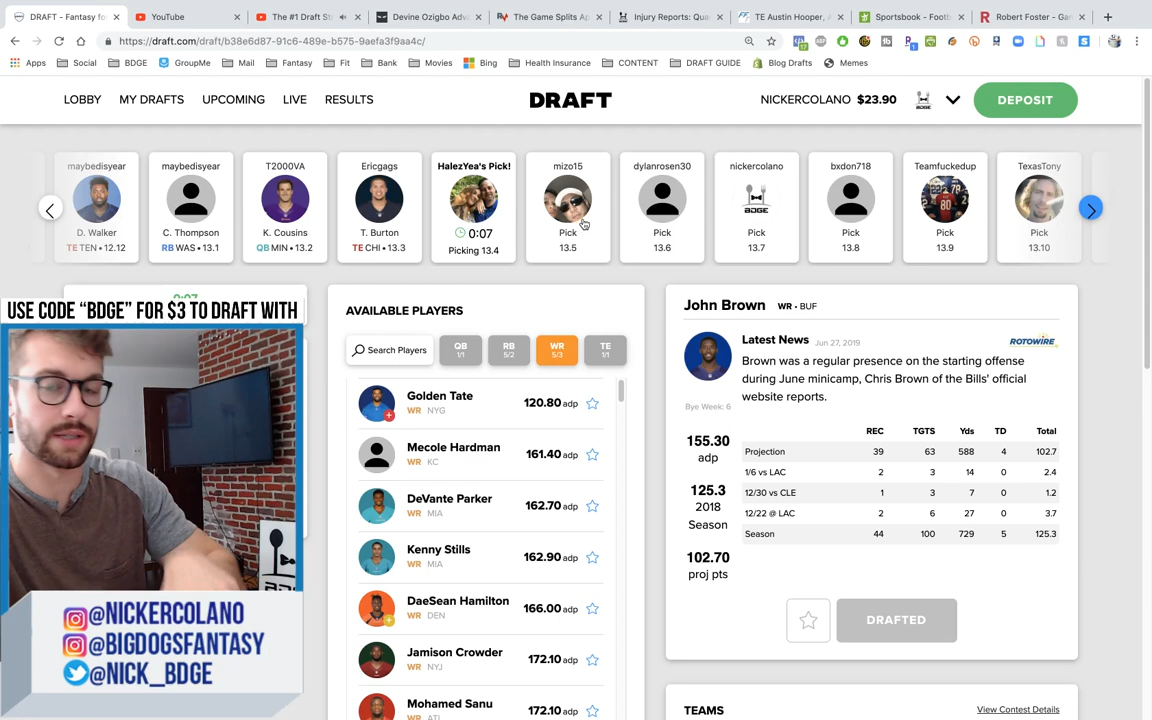 DRAFT - Fantasy fo
YouTube
The #1 Draft St
Devine Ozigbo Adv
The Game Splits Ap
Injury Reports: Qua
TE Austin Hooper, A
Sportsbook - Footb
Robert Foster - Gan
https://draft.com/draft/b38e6d87-91c6-489e-b575-9aefa3f9aa4c/
Apps
Social
BDGE
GroupMe
Mail
Fantasy
Fit
Bank
Movies
Bing
Health Insurance
CONTENT
DRAFT GUIDE
Blog Drafts
Memes
LOBBY
MY DRAFTS
UPCOMING
LIVE
RESULTS
DRAFT
NICKERCOLANO $23.90
DEPOSIT
maybedisyear
D. Walker
TE TEN • 12.12
maybedisyear
C. Thompson
RB WAS • 13.1
T2000VA
K. Cousins
QB MIN • 13.2
Ericgags
T. Burton
TE CHI • 13.3
HalezYea's Pick!
0:07
Picking 13.4
mizo15
Pick
13.5
dylanrosen30
Pick
13.6
nickercolano
BDGE
Pick
13.7
bxdon718
Pick
13.8
Teamfuckedup
Pick
13.9
TexasTony
Pick
13.10
0:07
USE CODE "BDGE" FOR $3 TO DRAFT WITH
@NICKERCOLANO
@BIGDOGSFANTASY
@NICK_BDGE
AVAILABLE PLAYERS
Search Players
QB
1/1
RB
5/2
WR
5/3
TE
1/1
Golden Tate
WR NYG
120.80 adp
Mecole Hardman
WR KC
161.40 adp
DeVante Parker
WR MIA
162.70 adp
Kenny Stills
WR MIA
162.90 adp
DaeSean Hamilton
WR DEN
166.00 adp
Jamison Crowder
WR NYJ
172.10 adp
Mohamed Sanu
WR ATL
172.10 adp
John Brown WR • BUF
Latest News Jun 27, 2019
ROTOWIRE
Brown was a regular presence on the starting offense
during June minicamp, Chris Brown of the Bills' official
website reports.
Bye Week: 6
155.30
adp
125.3
2018
Season
102.70
proj pts
REC TGTS Yds TD Total
Projection 39 63 588 4 102.7
1/6 vs LAC 2 3 14 0 2.4
12/30 vs CLE 1 3 7 0 1.2
12/22 @ LAC 2 6 27 0 3.7
Season 44 100 729 5 125.3
DRAFTED
TEAMS
View Contest Details